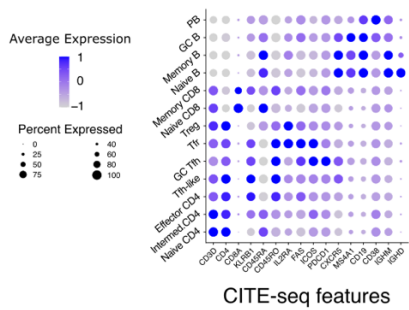 Average Expression
1
0
−1
Percent Expressed
0
25
50
75
40
60
80
100
PB
GC B
Memory B
Naive B
Memory CD8
Naive CD8
Treg
Tfr
GC Tfh
Tfh-like
Effector CD4
Intermed.CD4
Naive CD4
CD3D
CD4
CD8A
KLRB1
CD45RA
CD45RO
IL2RA
FAS
ICOS
PDCD1
CXCR5
MS4A1
CD19
CD38
IGHM
IGHD
CITE-seq features